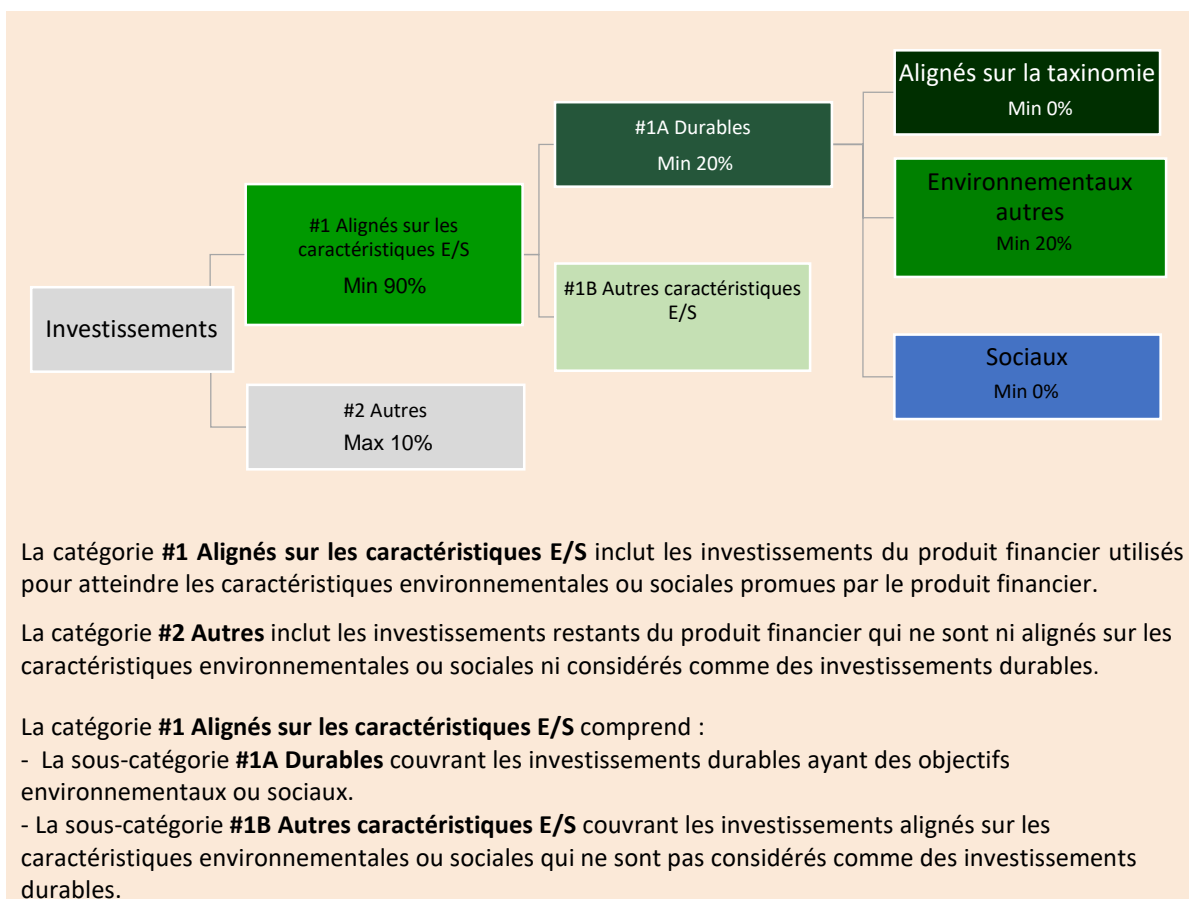 Investissements
#1 Alignés sur les
caractéristiques E/S
Min 90%
#2 Autres
Max 10%
#1A Durables
Min 20%
#1B Autres caractéristiques
E/S
Alignés sur la taxinomie
Min 0%
Environnementaux
autres
Min 20%
Sociaux
Min 0%
La catégorie #1 Alignés sur les caractéristiques E/S inclut les investissements du produit financier utilisés
pour atteindre les caractéristiques environnementales ou sociales promues par le produit financier.
La catégorie #2 Autres inclut les investissements restants du produit financier qui ne sont ni alignés sur les
caractéristiques environnementales ou sociales ni considérés comme des investissements durables.
La catégorie #1 Alignés sur les caractéristiques E/S comprend :
- La sous-catégorie #1A Durables couvrant les investissements durables ayant des objectifs
environnementaux ou sociaux.
- La sous-catégorie #1B Autres caractéristiques E/S couvrant les investissements alignés sur les
caractéristiques environnementales ou sociales qui ne sont pas considérés comme des investissements
durables.